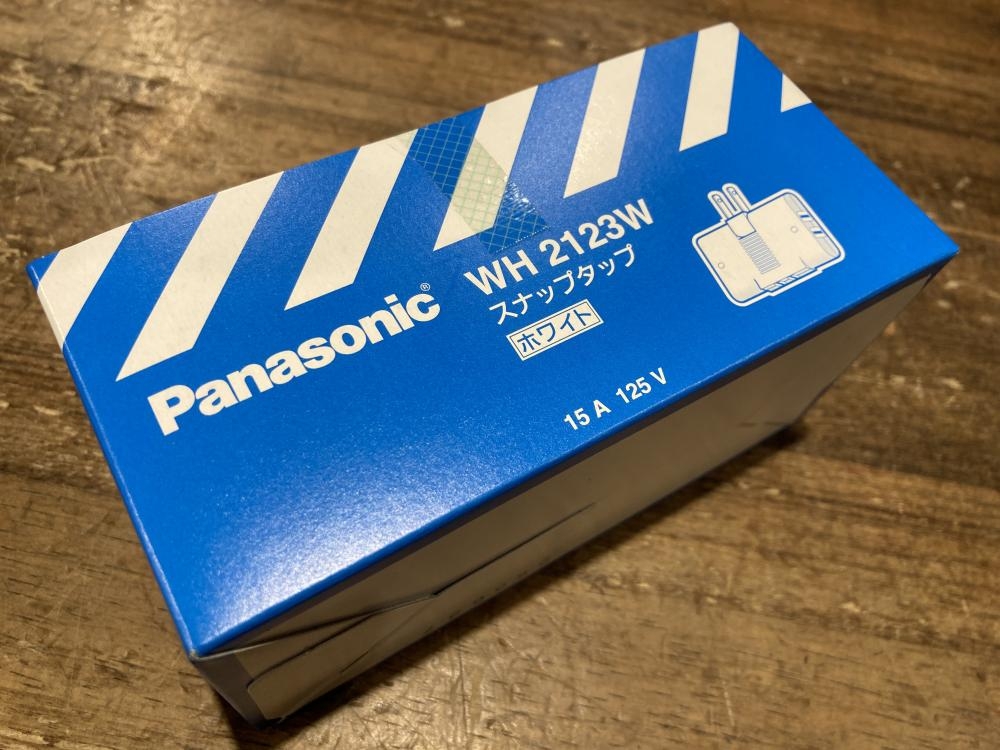 Panasonic®
WH 2123W
スナップタップ
ホワイト
15 A 125 V